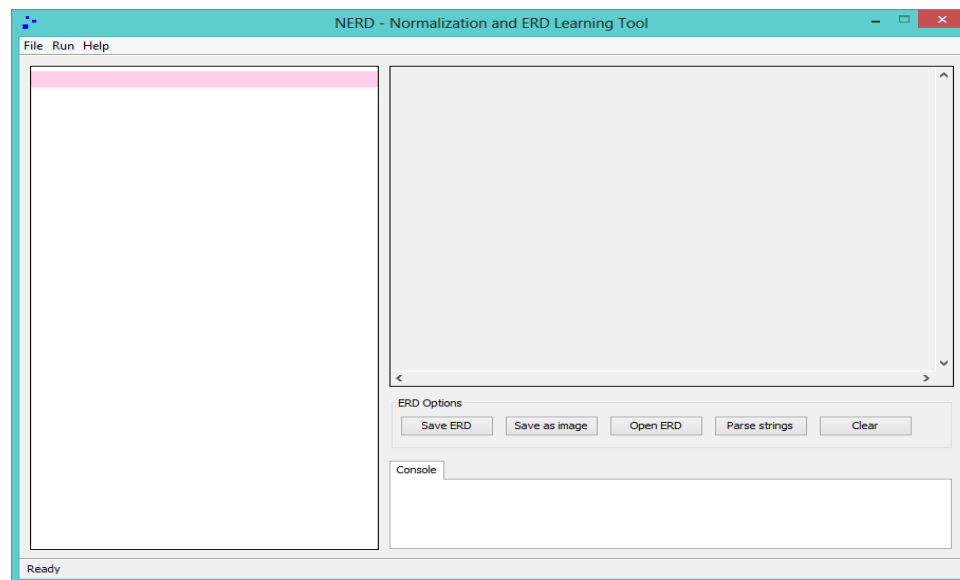 NERD - Normalization and ERD Learning Tool
File Run Help
ERD Options
Save ERD Save as image Open ERD Parse strings Clear
Console
Ready